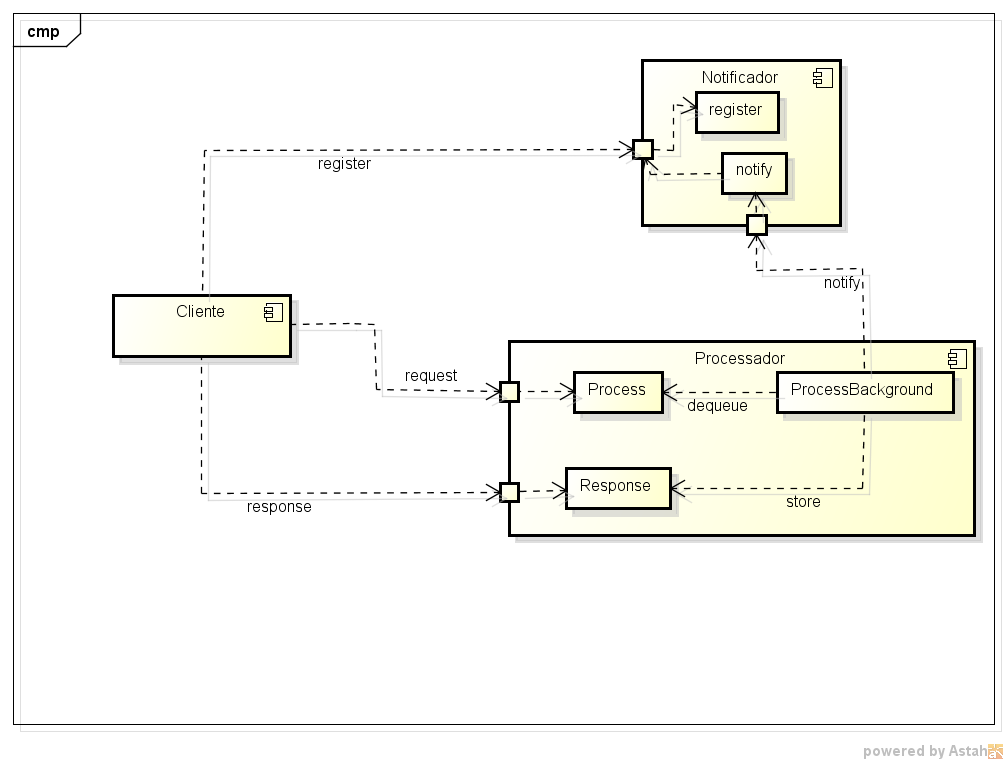 cmp
Notificador
register
register
notify
notify
Cliente
Processador
request
Process
ProcessBackground
dequeue
Response
store
response
powered by Astah